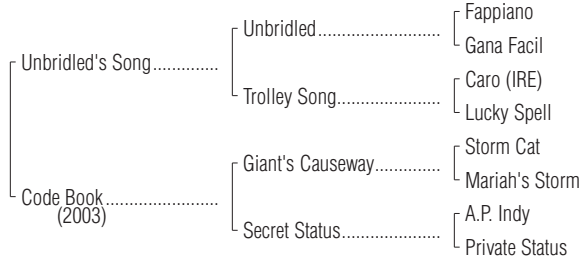 Fappiano
Unbridled
Gana Facil
Unbridled's Song
Caro (IRE)
Trolley Song
Lucky Spell
Storm Cat
Giant's Causeway
Mariah's Storm
Code Book
(2003)
A.P. Indy
Secret Status
Private Status